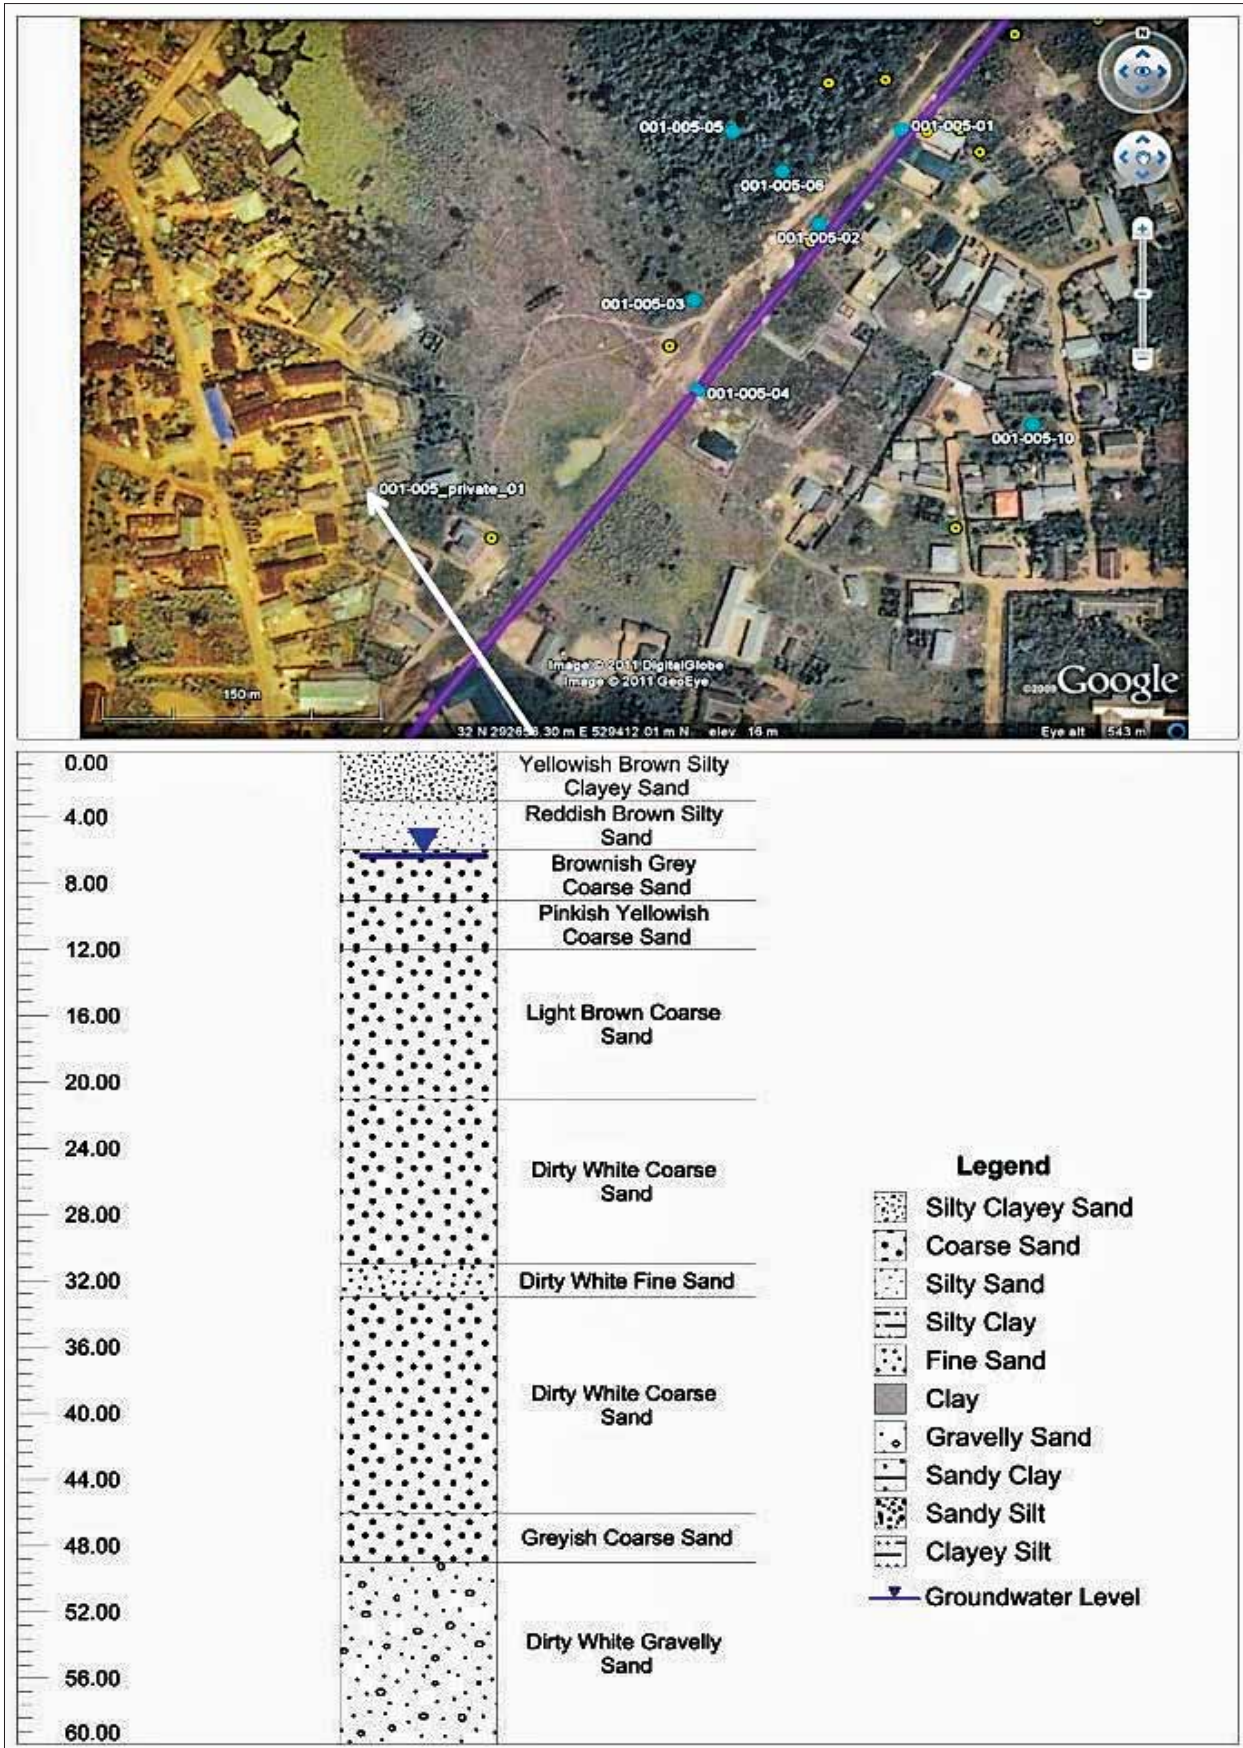 N
001-005-05
001-005-01
001-005-06
001-005-02
001-005-03
001-005-04
001-005-10
001-005_private_01
Image © 2011 DigitalGlobe
Image © 2011 GeoEye
©2009 Google
150 m
32 N 292656.30 m E 529412.01 m N elev 16 m Eye alt 543 m
0.00
Yellowish Brown Silty
Clayey Sand
4.00
Reddish Brown Silty
Sand
8.00
Brownish Grey
Coarse Sand
Pinkish Yellowish
Coarse Sand
12.00
16.00
Light Brown Coarse
Sand
20.00
24.00
Dirty White Coarse
Sand
28.00
32.00
Dirty White Fine Sand
36.00
40.00
Dirty White Coarse
Sand
44.00
48.00
Greyish Coarse Sand
52.00
Dirty White Gravelly
Sand
56.00
60.00
Legend
Silty Clayey Sand
Coarse Sand
Silty Sand
Silty Clay
Fine Sand
Clay
Gravelly Sand
Sandy Clay
Sandy Silt
Clayey Silt
Groundwater Level